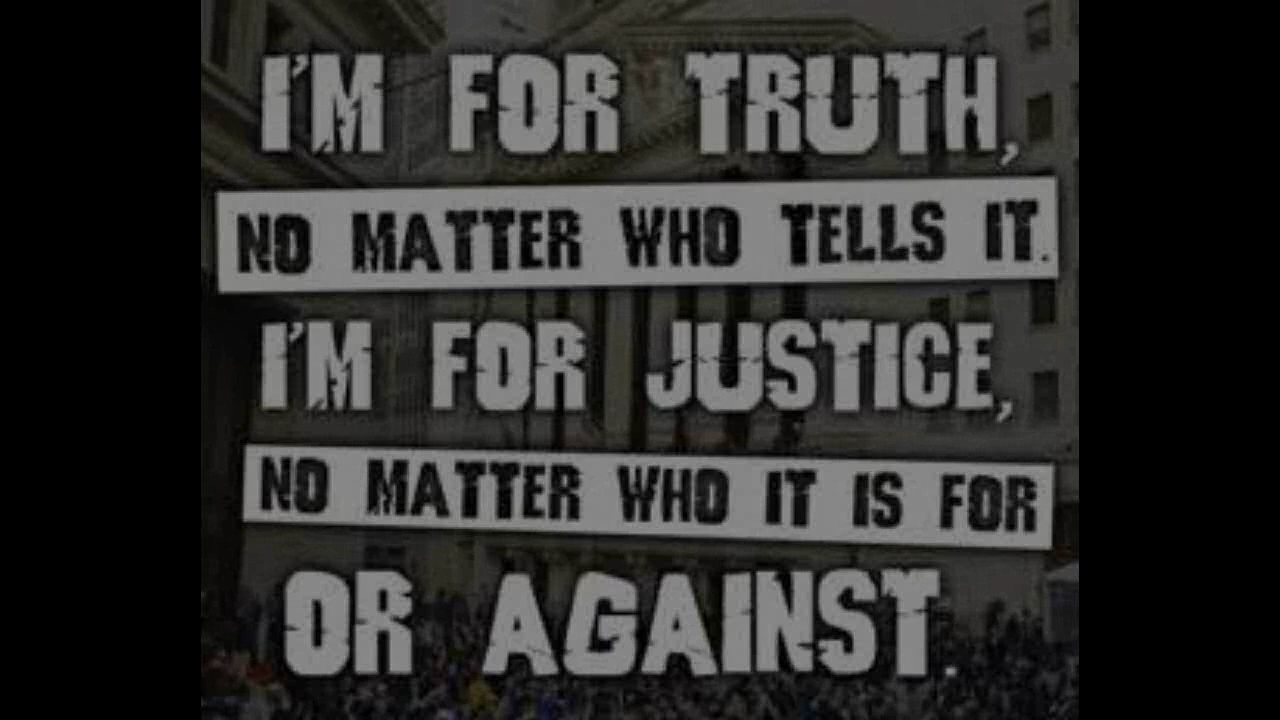 I'M FOR TRUTH,
NO MATTER WHO TELLS IT.
I'M FOR JUSTICE,
NO MATTER WHO IT IS FOR
OR AGAINST.